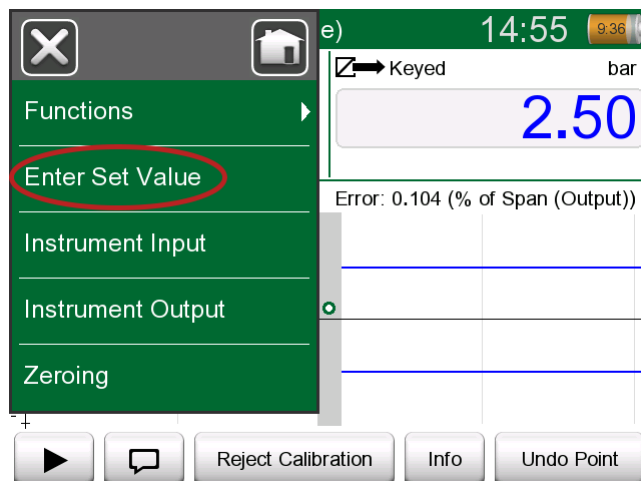 e) 14:55 9:36
Keyed bar
2.50
Error: 0.104 (% of Span (Output))
Functions
Enter Set Value
Instrument Input
Instrument Output
Zeroing
Reject Calibration Info Undo Point